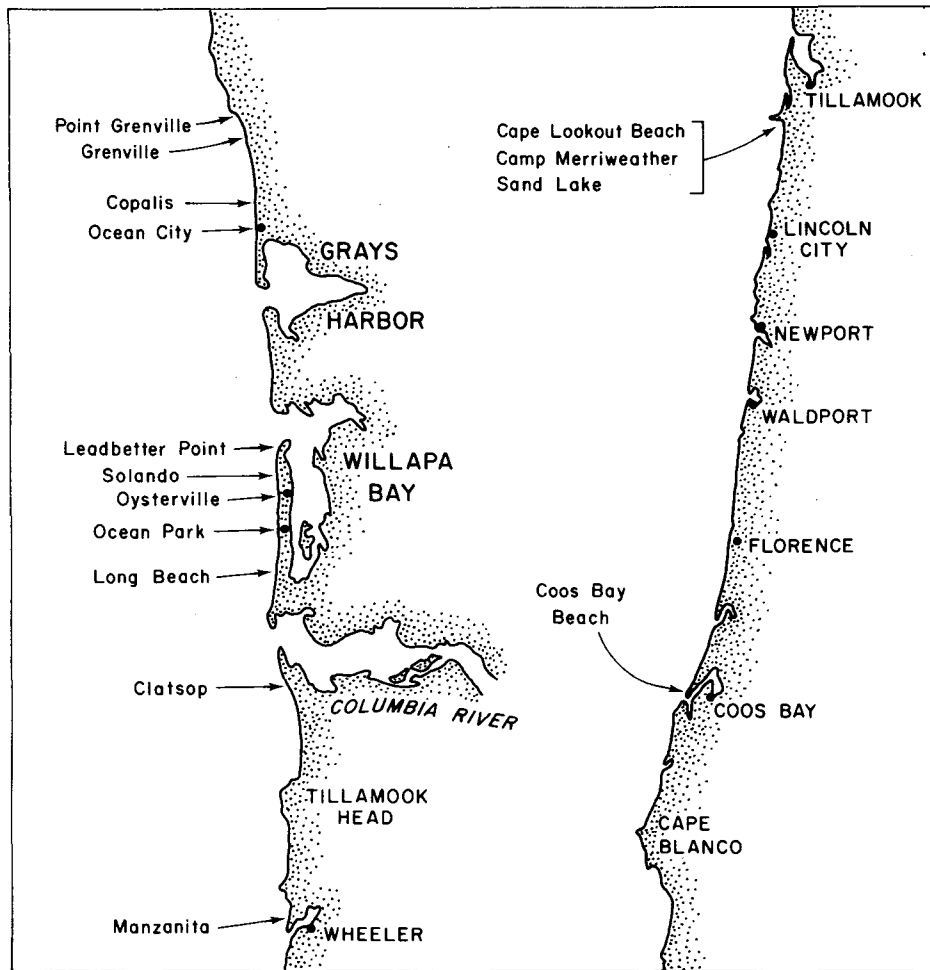 Point Grenville
Grenville
Copalis
Ocean City
GRAYS
HARBOR
Leadbetter Point
Solando
Oysterville
Ocean Park
Long Beach
WILLAPA
BAY
Clatsop
COLUMBIA RIVER
TILLAMOOK
HEAD
Manzanita
WHEELER
TILLAMOOK
Cape Lookout Beach
Camp Merriweather
Sand Lake
LINCOLN
CITY
NEWPORT
WALDPORT
FLORENCE
Coos Bay
Beach
COOS BAY
CAPE
BLANCO